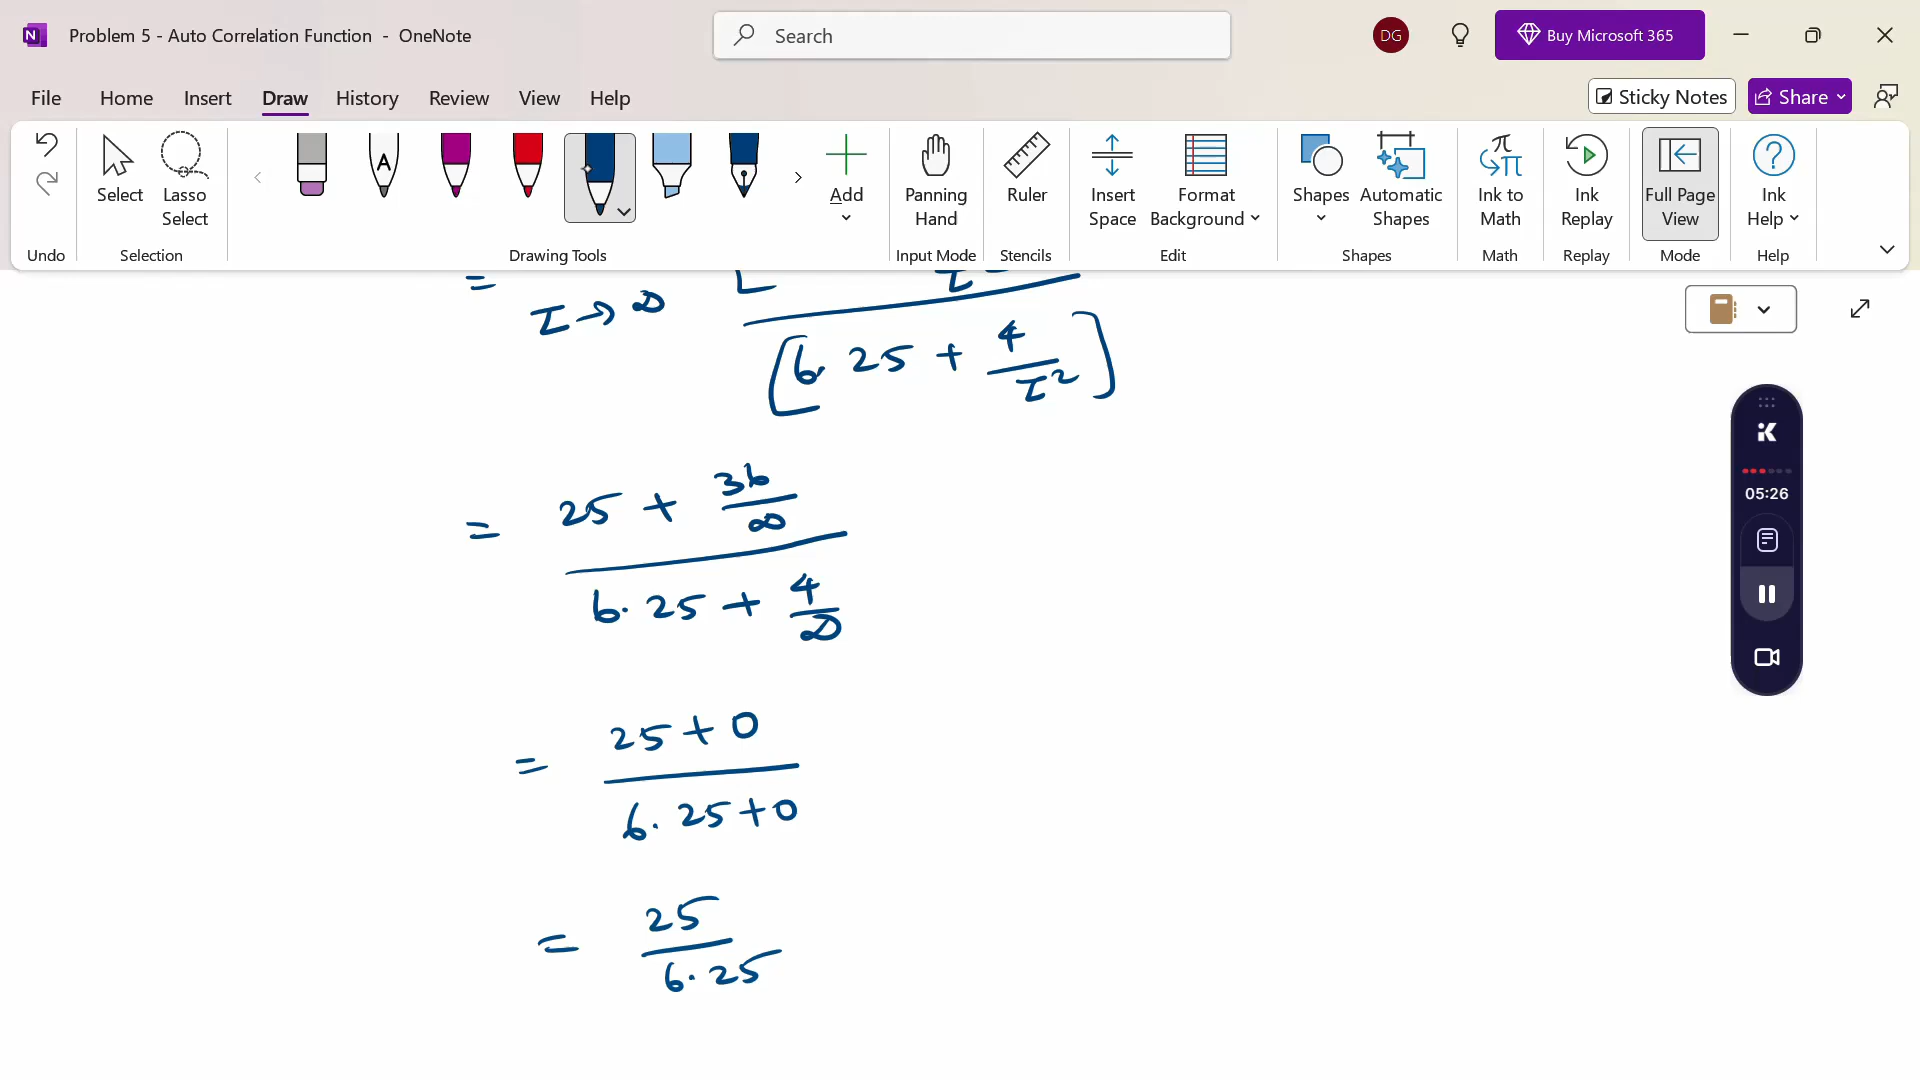 Problem 5 - Auto Correlation Function - OneNote
Search
DG
Buy Microsoft 365
File Home Insert Draw History Review View Help
Sticky Notes
Share
Undo
Select
Lasso Select
Selection
A
Drawing Tools
Add
Panning Hand
Input Mode
Ruler
Stencils
Insert Space
Format Background
Edit
Shapes
Automatic Shapes
Shapes
Ink to Math
Math
Ink Replay
Replay
Full Page View
Mode
Ink Help
Help
=
τ → ∞
[6.25 + 4/τ²]
= 25 + 36/∞
6.25 + 4/∞
= 25 + 0
6.25 + 0
= 25
6.25
05:26